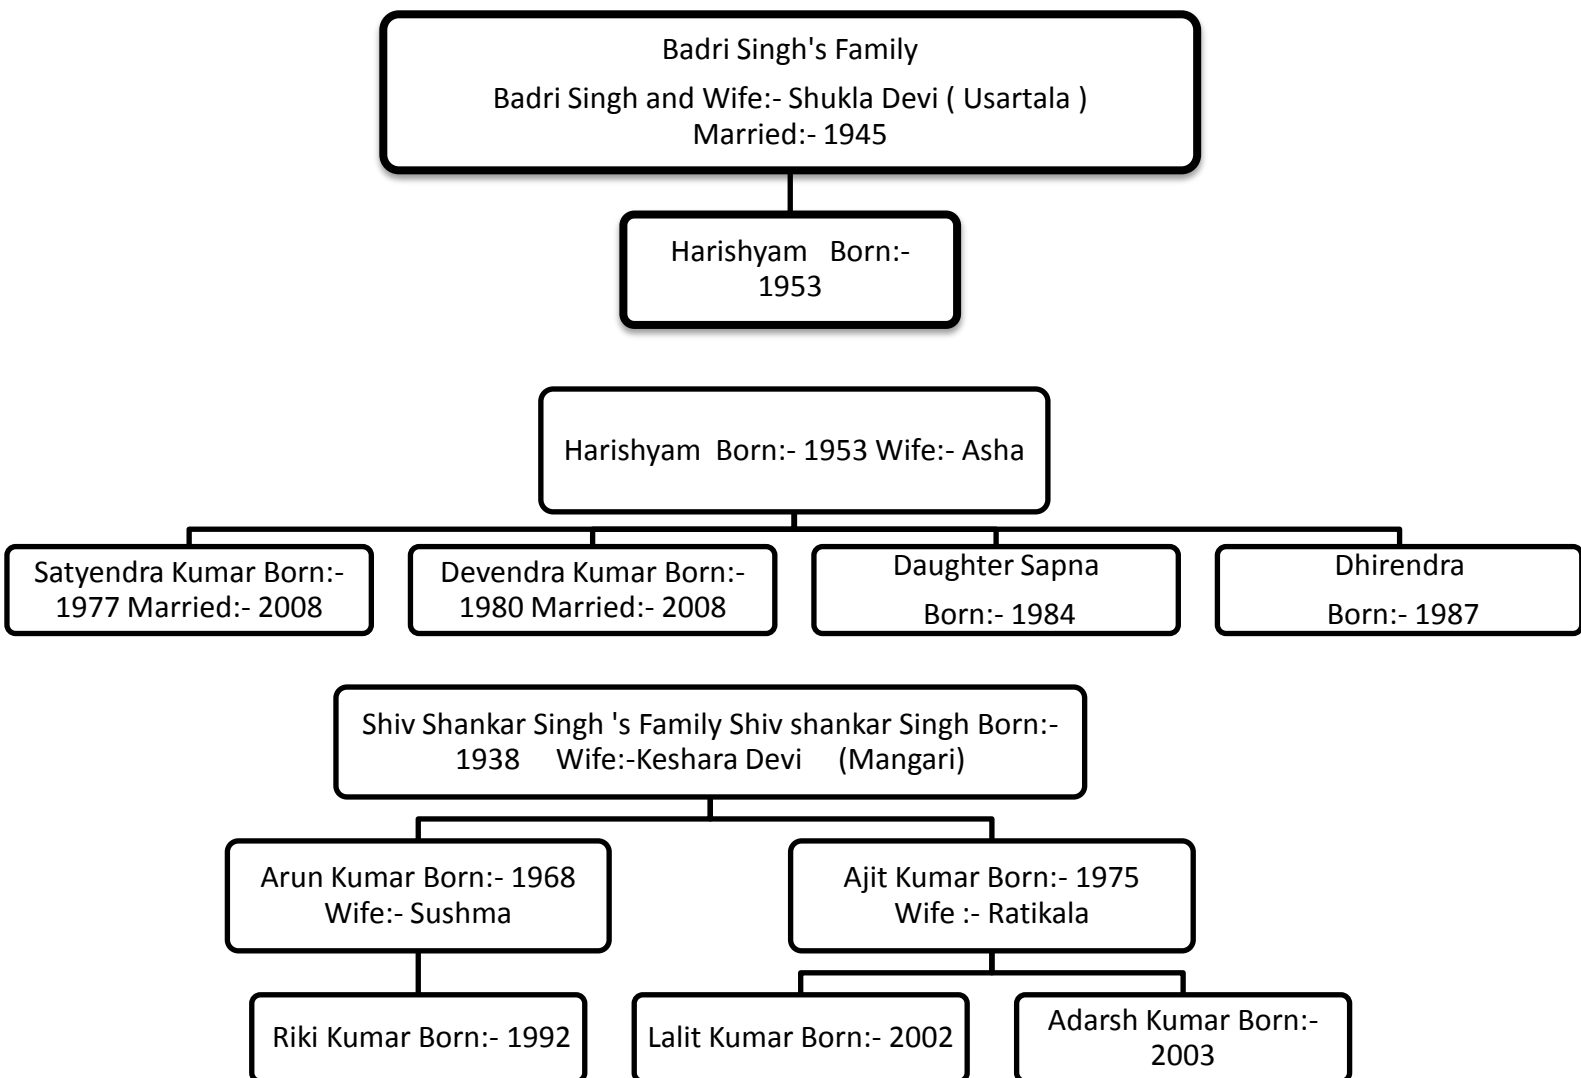 Badri Singh's Family
Badri Singh and Wife:- Shukla Devi ( Usartala )
Married:- 1945
Harishyam Born:-
1953
Harishyam Born:- 1953 Wife:- Asha
Satyendra Kumar Born:-
1977 Married:- 2008
Devendra Kumar Born:-
1980 Married:- 2008
Daughter Sapna
Born:- 1984
Dhirendra
Born:- 1987
Shiv Shankar Singh 's Family Shiv shankar Singh Born:-
1938 Wife:-Keshara Devi (Mangari)
Arun Kumar Born:- 1968
Wife:- Sushma
Ajit Kumar Born:- 1975
Wife :- Ratikala
Riki Kumar Born:- 1992
Lalit Kumar Born:- 2002
Adarsh Kumar Born:-
2003